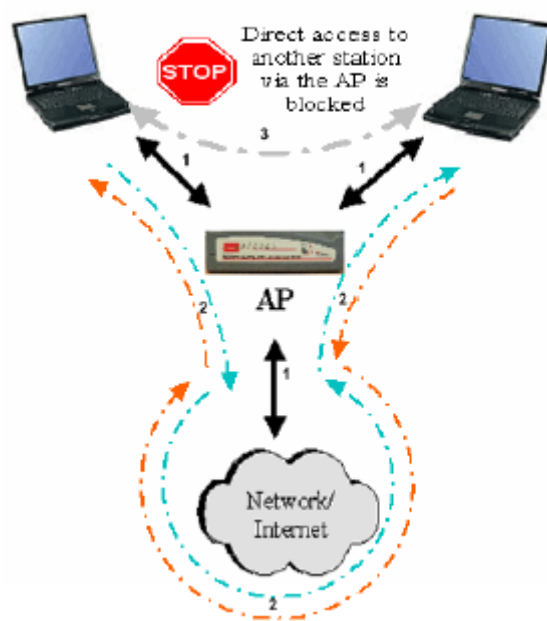 Direct access to
another station
via the AP is
blocked
STOP
3
1
1
AP
2
2
1
Network/
Internet
2